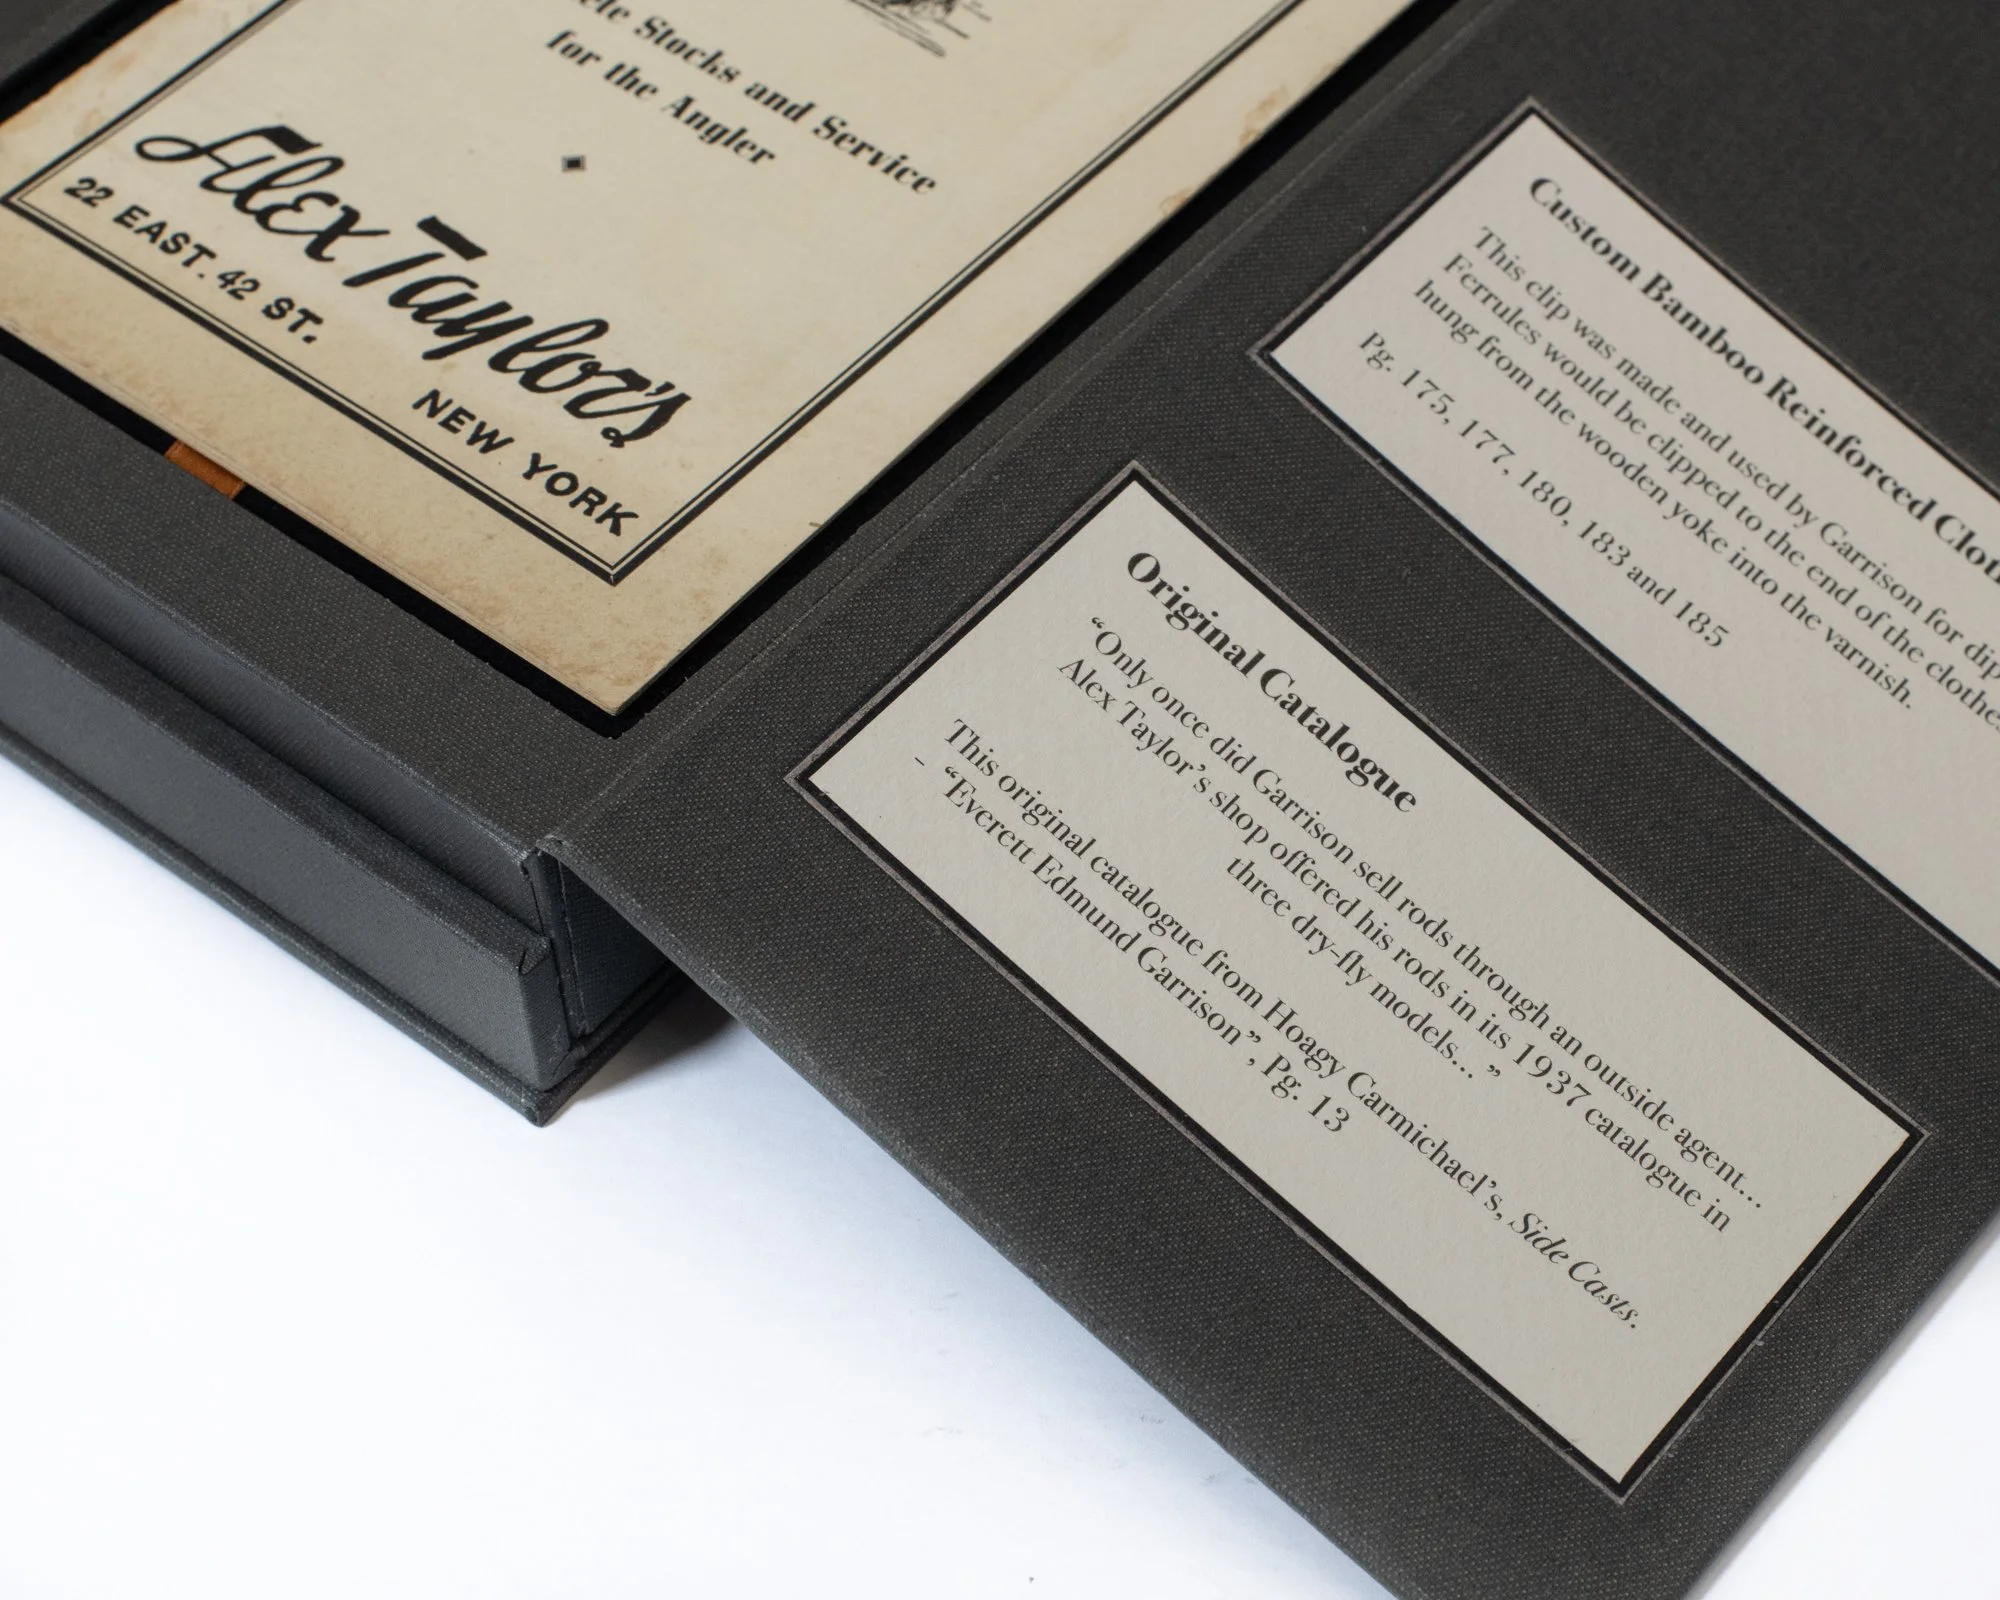 Stocks and Service
for the Angler
Alex Taylor's
22 EAST. 42 ST.
NEW YORK
Custom Bamboo Reinforced
This clip was made and used by Garrison for
Ferrules would be clipped to the end of the
hung from the wooden yoke into the varnish.
Pg. 175, 177, 180, 183 and 185
Original Catalogue
“Only once did Garrison sell rods through an outside agent...
Alex Taylor’s shop offered his rods in its 1937 catalogue in
three dry-fly models... ”
This original catalogue from Hoagy Carmichael’s, Side Casts.
- “Everett Edmund Garrison”, Pg. 13